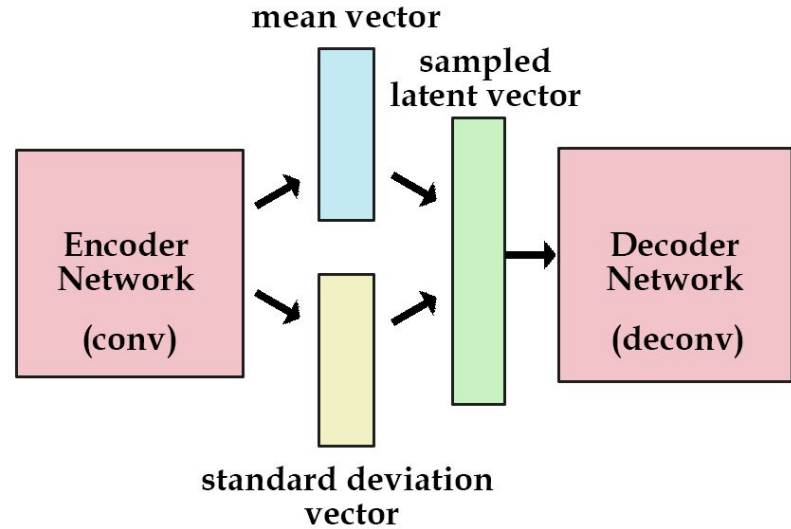 mean vector
sampled
latent vector
Encoder
Network
(conv)
Decoder
Network
(deconv)
standard deviation
vector